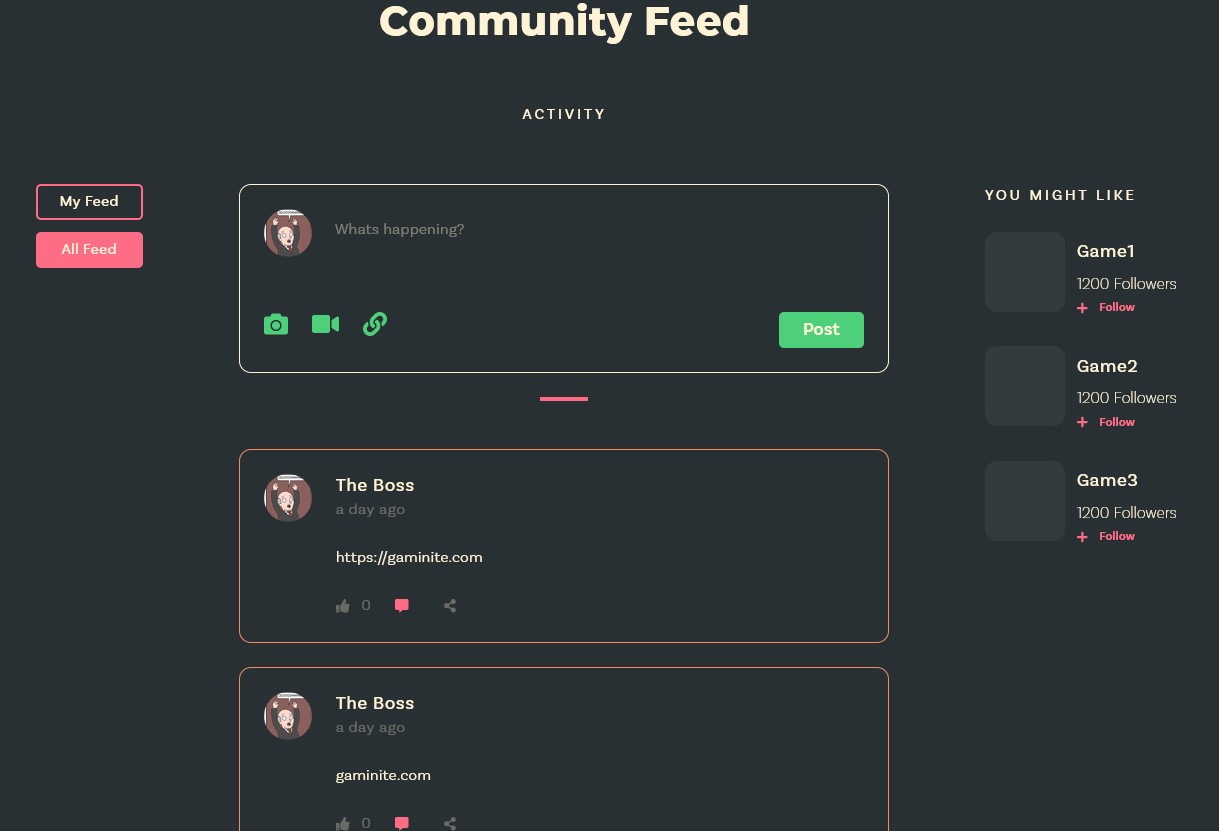 Community Feed
ACTIVITY
My Feed
All Feed
Whats happening?
Post
The Boss
a day ago
https://gaminite.com
0
The Boss
a day ago
gaminite.com
0
YOU MIGHT LIKE
Game1
1200 Followers
+ Follow
Game2
1200 Followers
+ Follow
Game3
1200 Followers
+ Follow